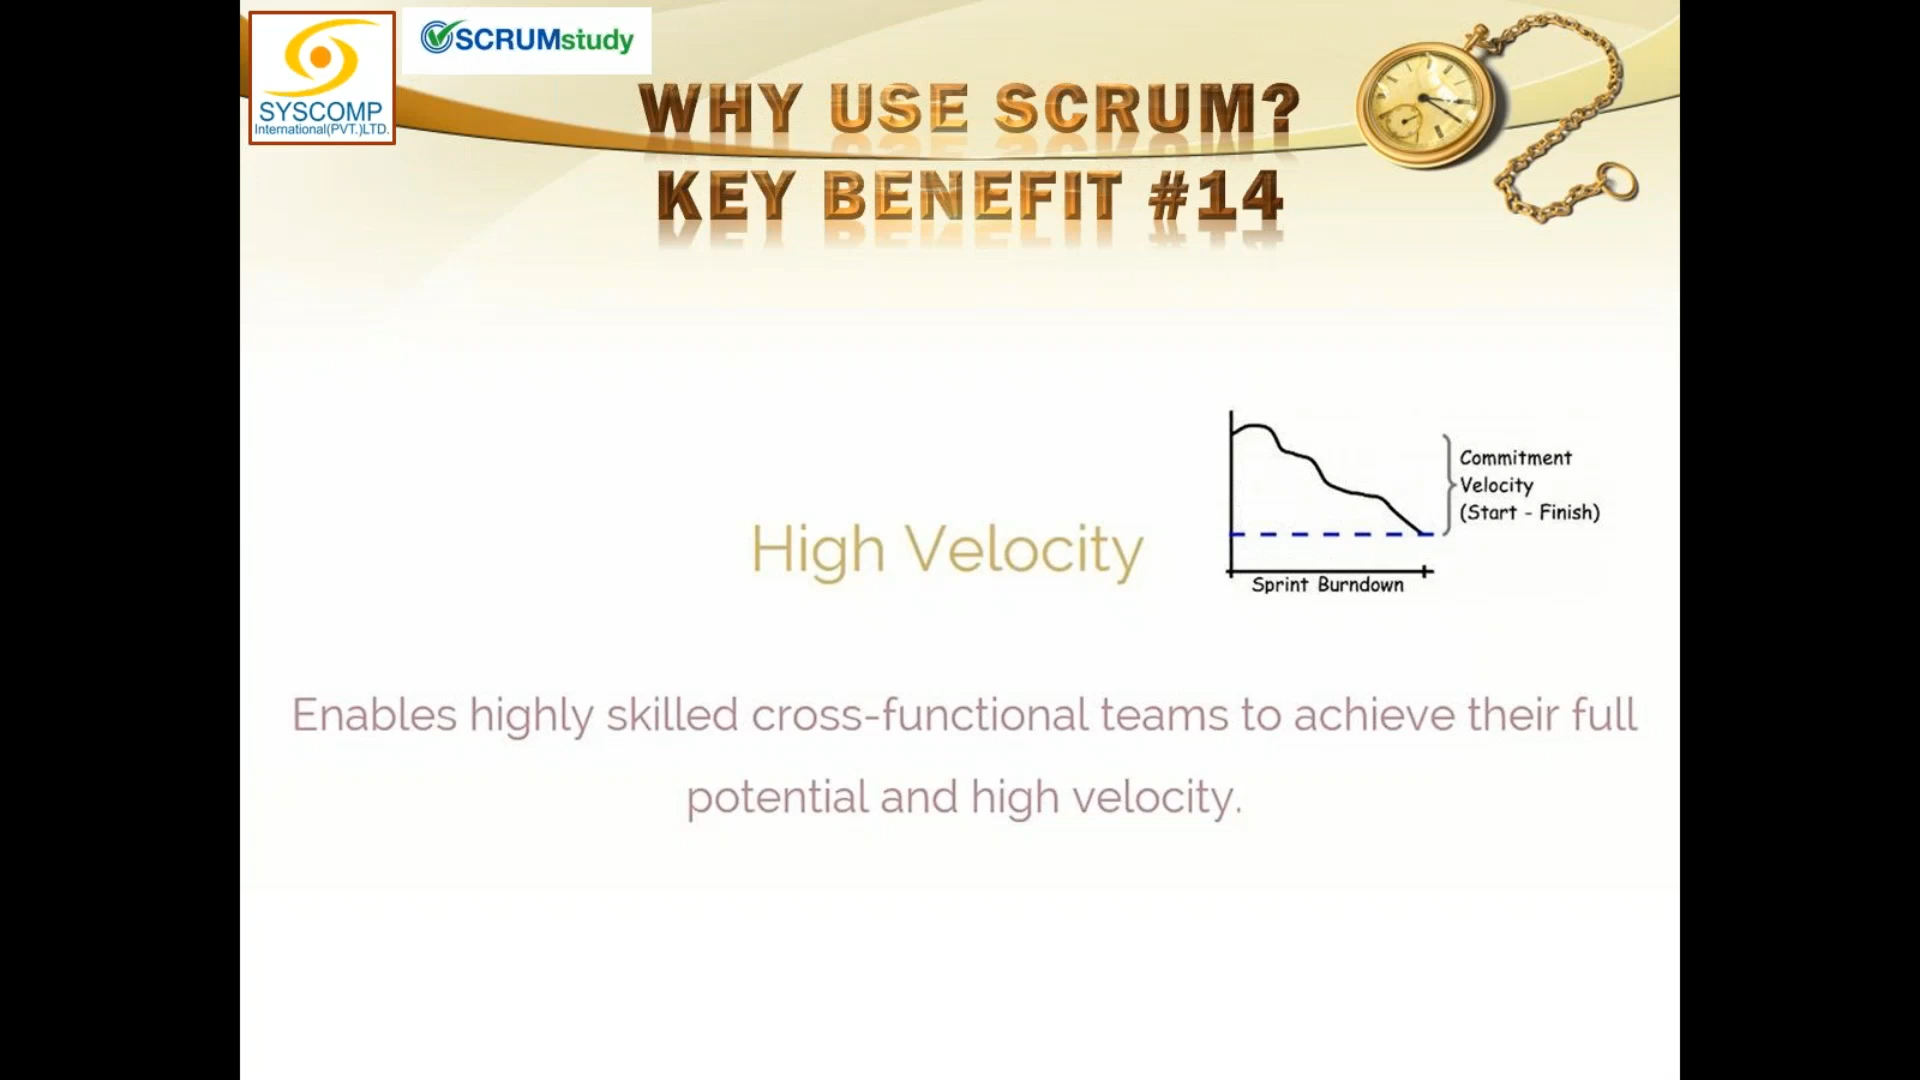 SYSCOMP
International(PVT.)LTD.
SCRUMstudy
WHY USE SCRUM?
KEY BENEFIT #14
High Velocity
Commitment
Velocity
(Start - Finish)
Sprint Burndown
Enables highly skilled cross-functional teams to achieve their full
potential and high velocity.